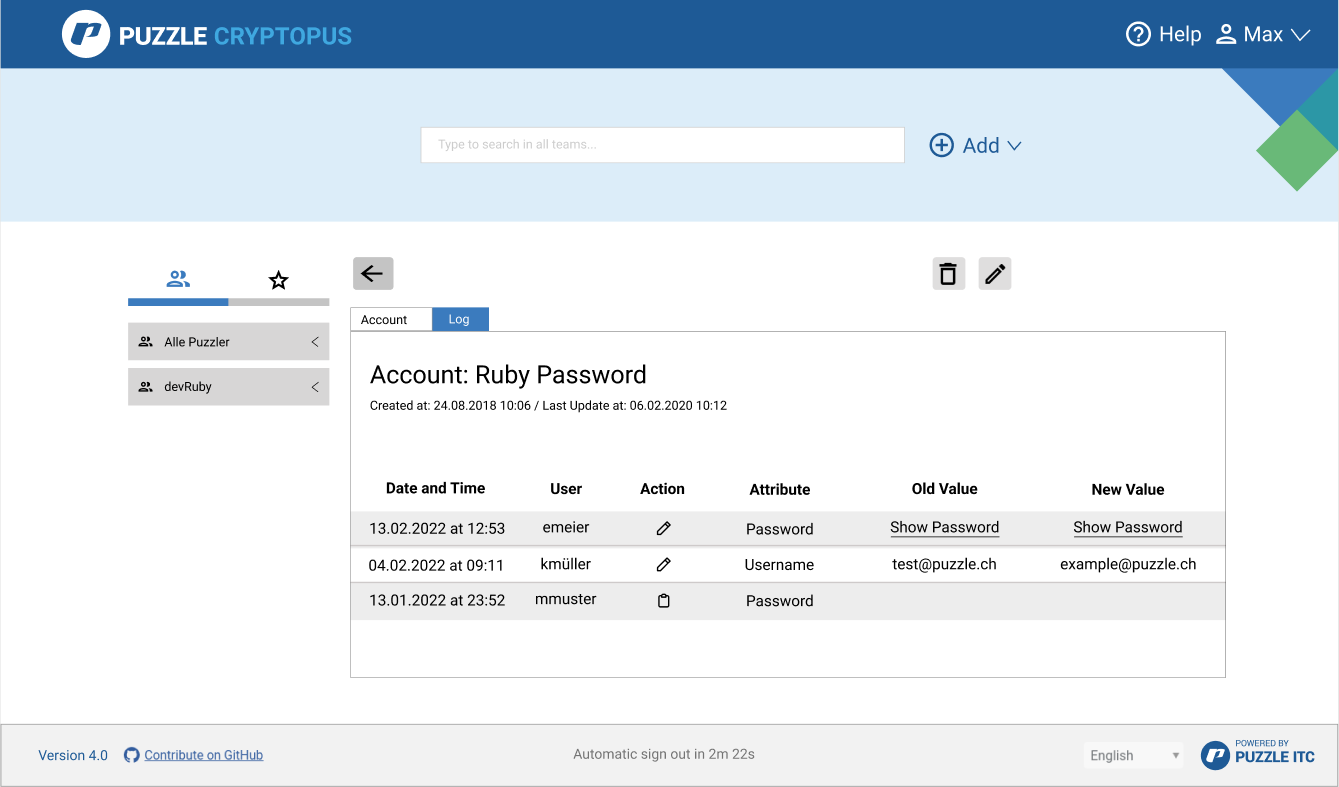 PUZZLE CRYPTOPUS
Help Max
Type to search in all teams...
Add
Alle Puzzler
devRuby
Account Log
Account: Ruby Password
Created at: 24.08.2018 10:06 / Last Update at: 06.02.2020 10:12
Date and Time User Action Attribute Old Value New Value
13.02.2022 at 12:53 emeier Password Show Password Show Password
04.02.2022 at 09:11 kmüller Username test@puzzle.ch example@puzzle.ch
13.01.2022 at 23:52 mmuster Password
Version 4.0 Contribute on GitHub
Automatic sign out in 2m 22s
English
POWERED BY
PUZZLE ITC